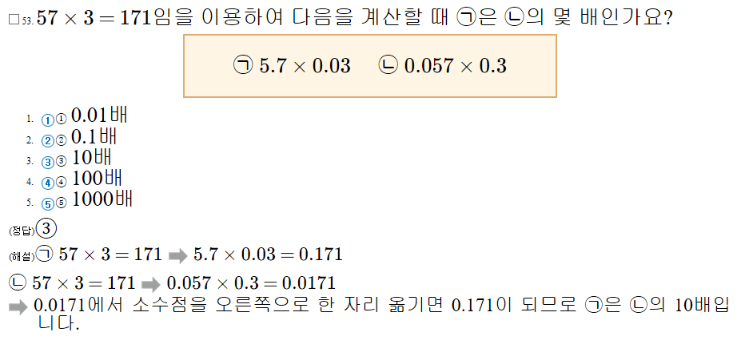 □ 53. 57 × 3 = 171임을 이용하여 다음을 계산할 때 ㉠은 ㉡의 몇 배인가요?
㉠ 5.7 × 0.03 ㉡ 0.057 × 0.3
1. ①① 0.01배
2. ②② 0.1배
3. ③③ 10배
4. ④④ 100배
5. ⑤⑤ 1000배
(정답) ③
(해설) ㉠ 57 × 3 = 171 ➡ 5.7 × 0.03 = 0.171
㉡ 57 × 3 = 171 ➡ 0.057 × 0.3 = 0.0171
➡ 0.0171에서 소수점을 오른쪽으로 한 자리 옮기면 0.171이 되므로 ㉠은 ㉡의 10배입
니다.